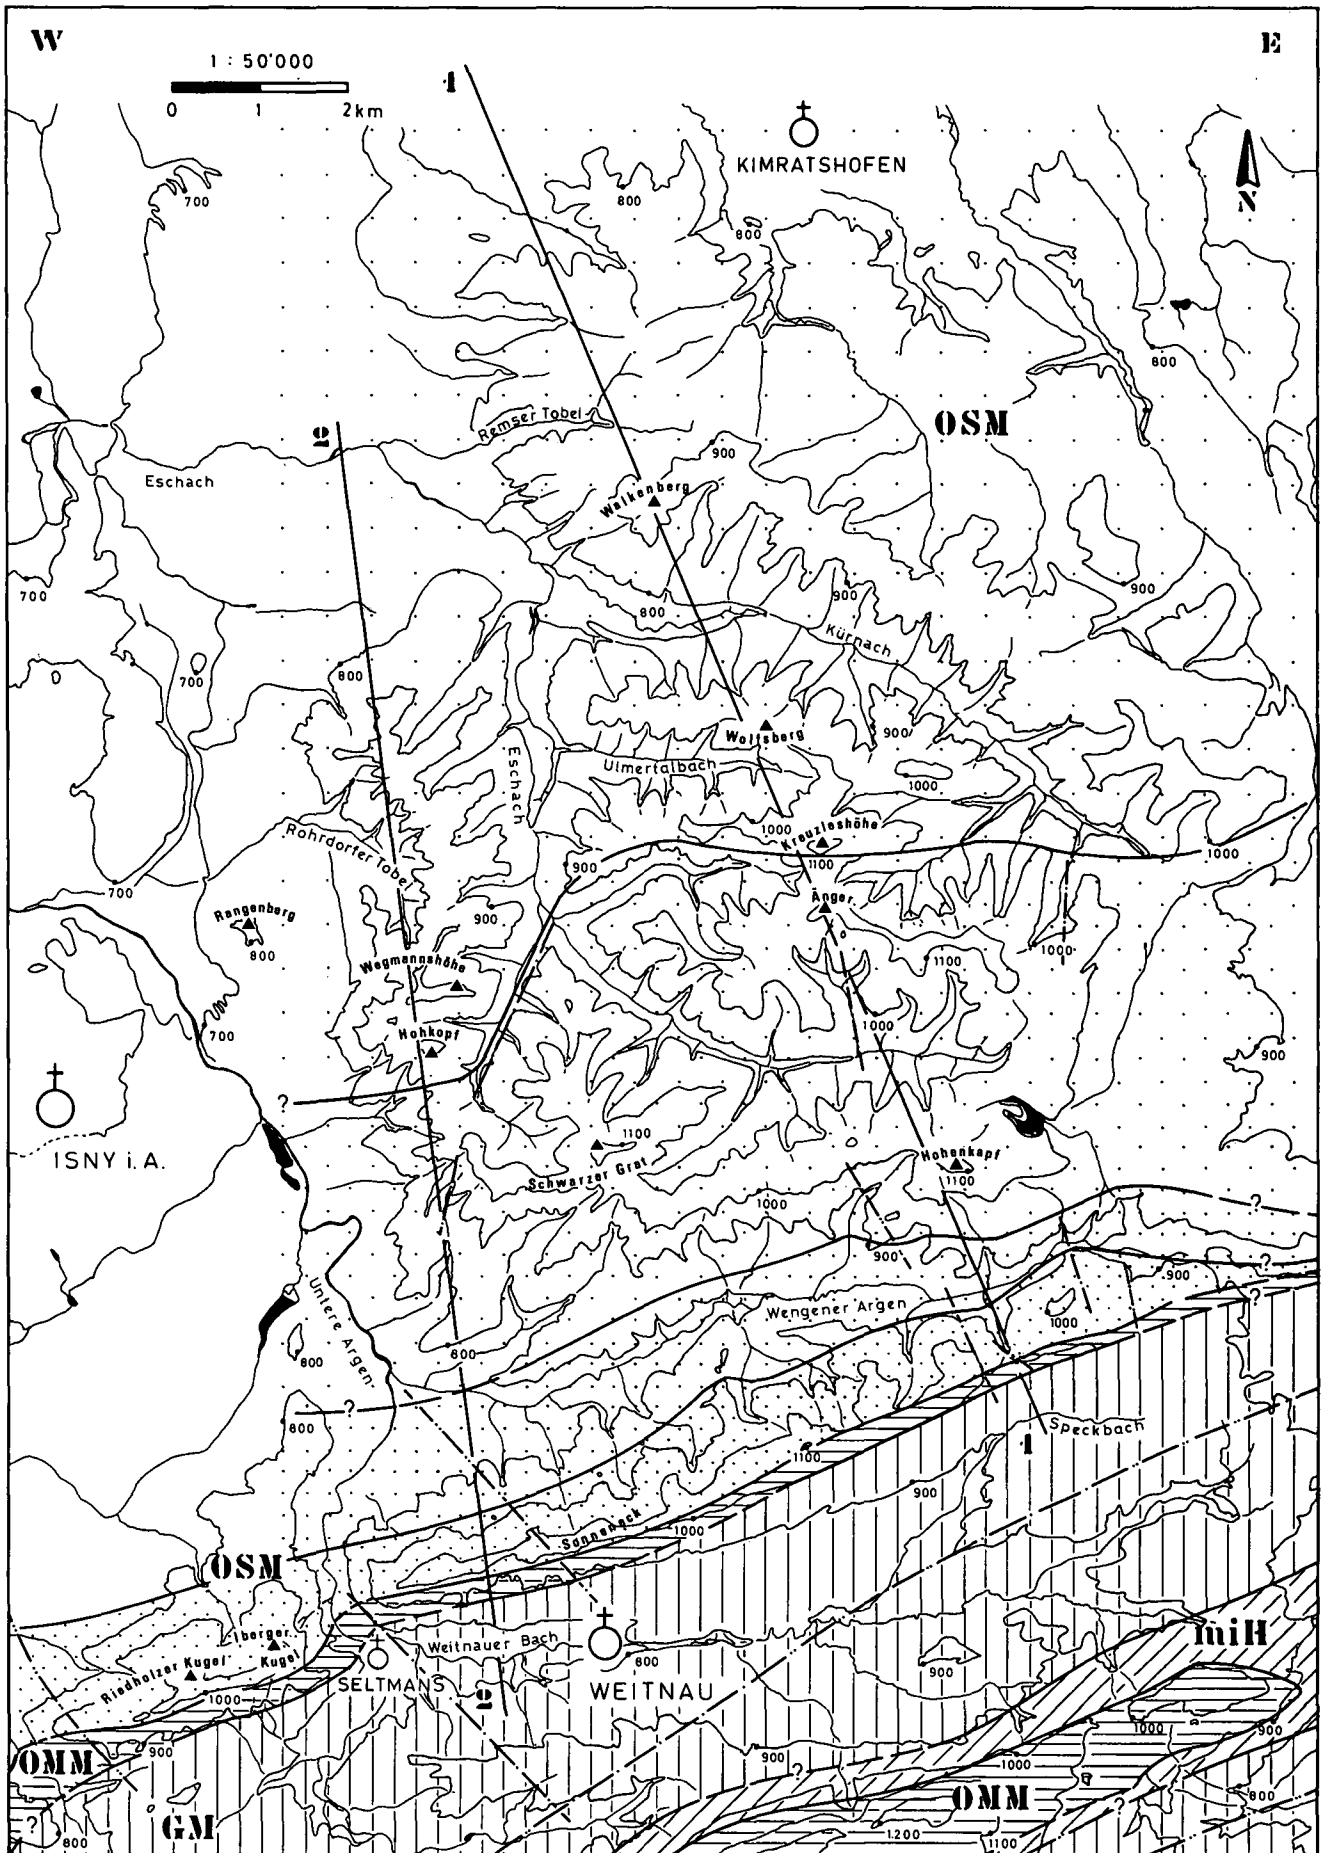 W
E
1 : 50'000
0 1 2 km
1
KIMRATSHOFEN
N
700
800
800
800
OSM
2
Remser Tobel
900
Eschach
Walkenberg
700
800
900
900
Kürnach
700
800
Wolfsberg
900
Eschach
Ulmertalbach
1000
Rohrdorfer Tobel
1000
Kreuzleshöhe
1100
1000
900
700
Änger
Rangenberg
800
900
1000
Wegmannshöhe
1100
700
Hohkopf
1000
900
?
ISNY i. A.
1100
Schwarzer Grat
Hohenkapf
1100
1000
?
900
?
900
Untere Argen
Wengener Argen
?
1000
800
800
?
800
1
Speckbach
1100
900
Sonneneck
1000
OSM
Iberger Kugel
Weitnauer Bach
miH
Riedholzer Kugel
800
900
1000
SELTMANS
2
WEITNAU
1000
900
OMM
900
900
1000
?
?
800
OMM
?
800
GM
1.200
1100